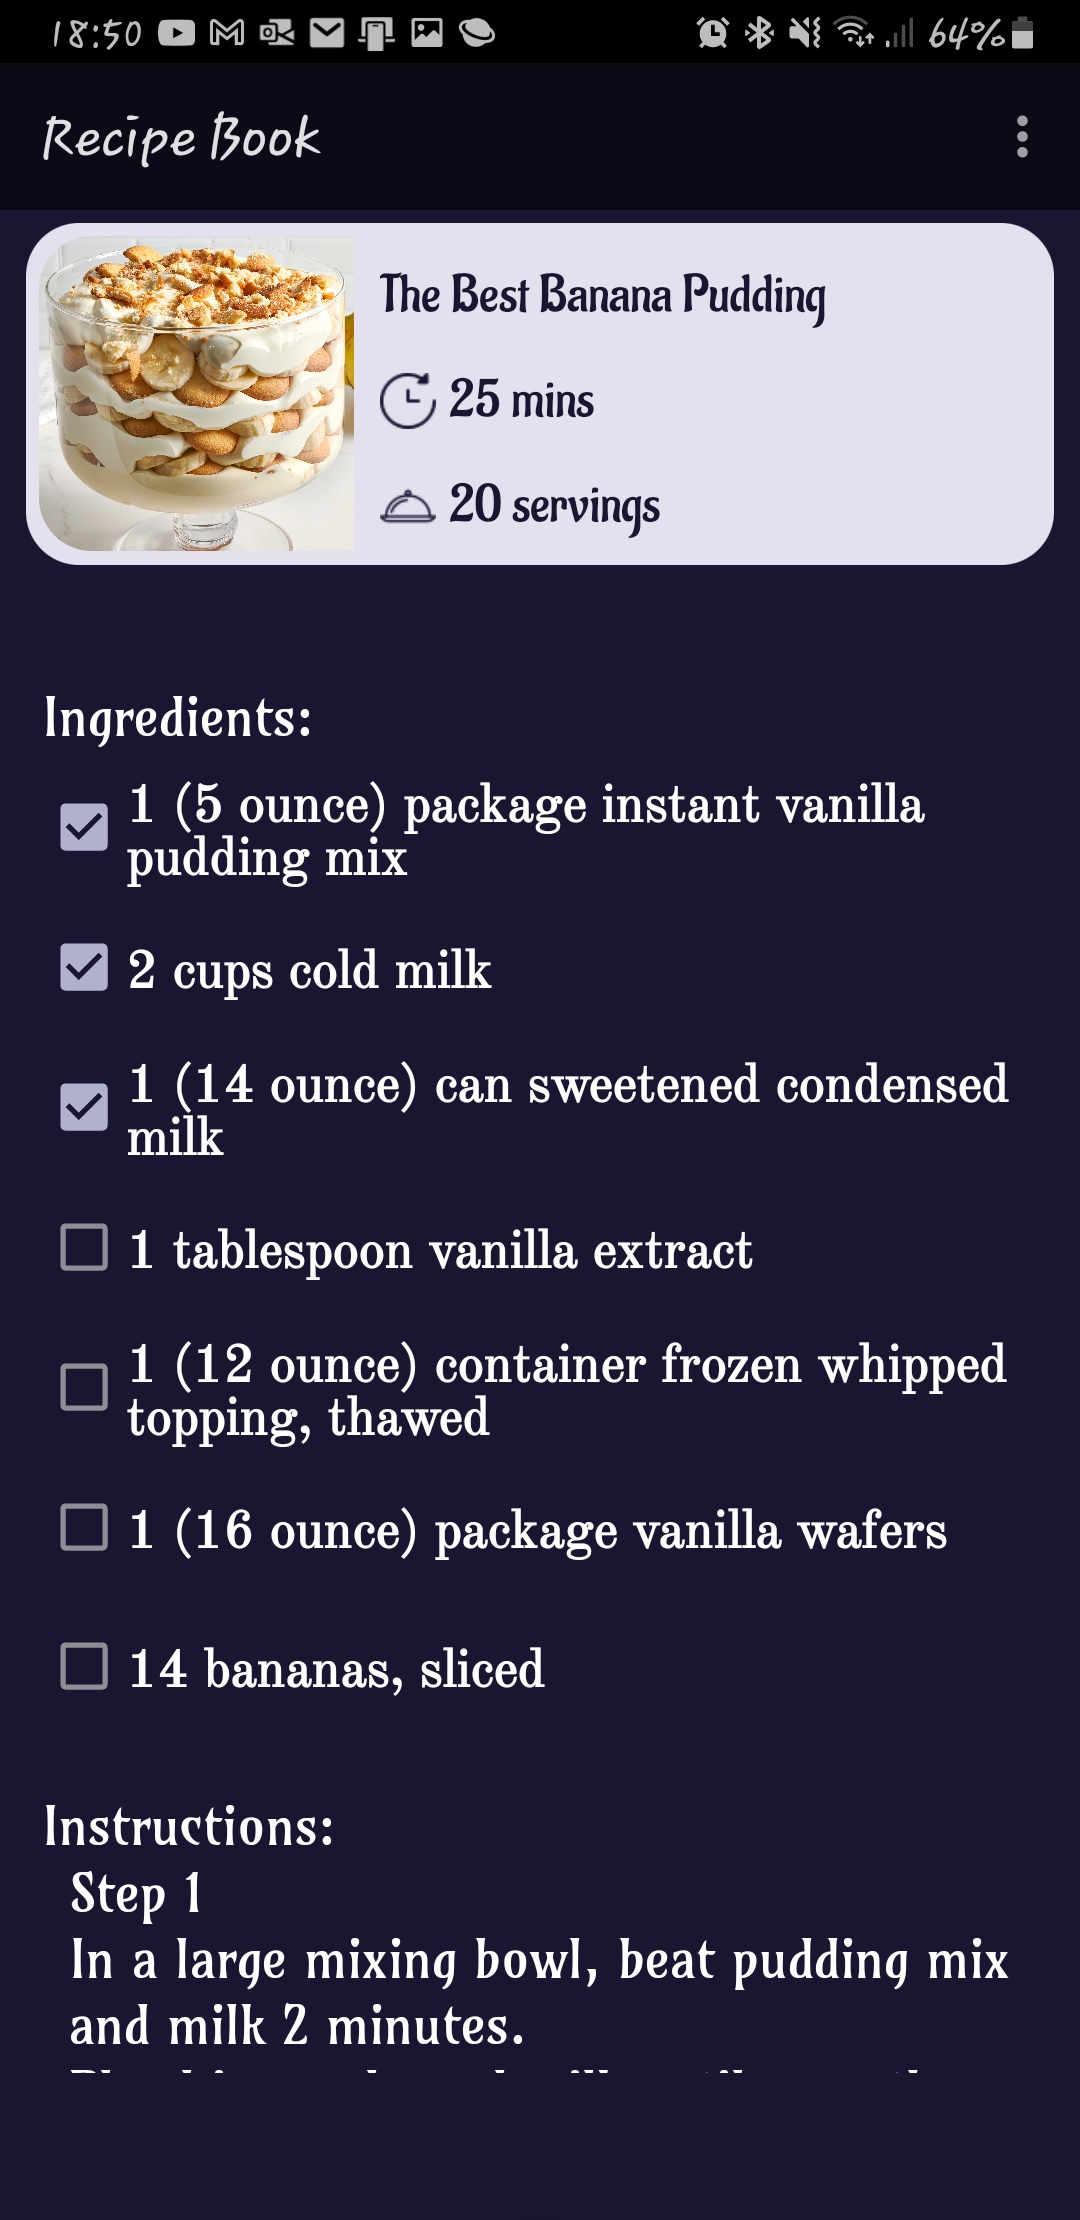 18:50
64%
Recipe Book
The Best Banana Pudding
25 mins
20 servings
Ingredients:
1 (5 ounce) package instant vanilla
pudding mix
2 cups cold milk
1 (14 ounce) can sweetened condensed
milk
1 tablespoon vanilla extract
1 (12 ounce) container frozen whipped
topping, thawed
1 (16 ounce) package vanilla wafers
14 bananas, sliced
Instructions:
Step 1
In a large mixing bowl, beat pudding mix
and milk 2 minutes.